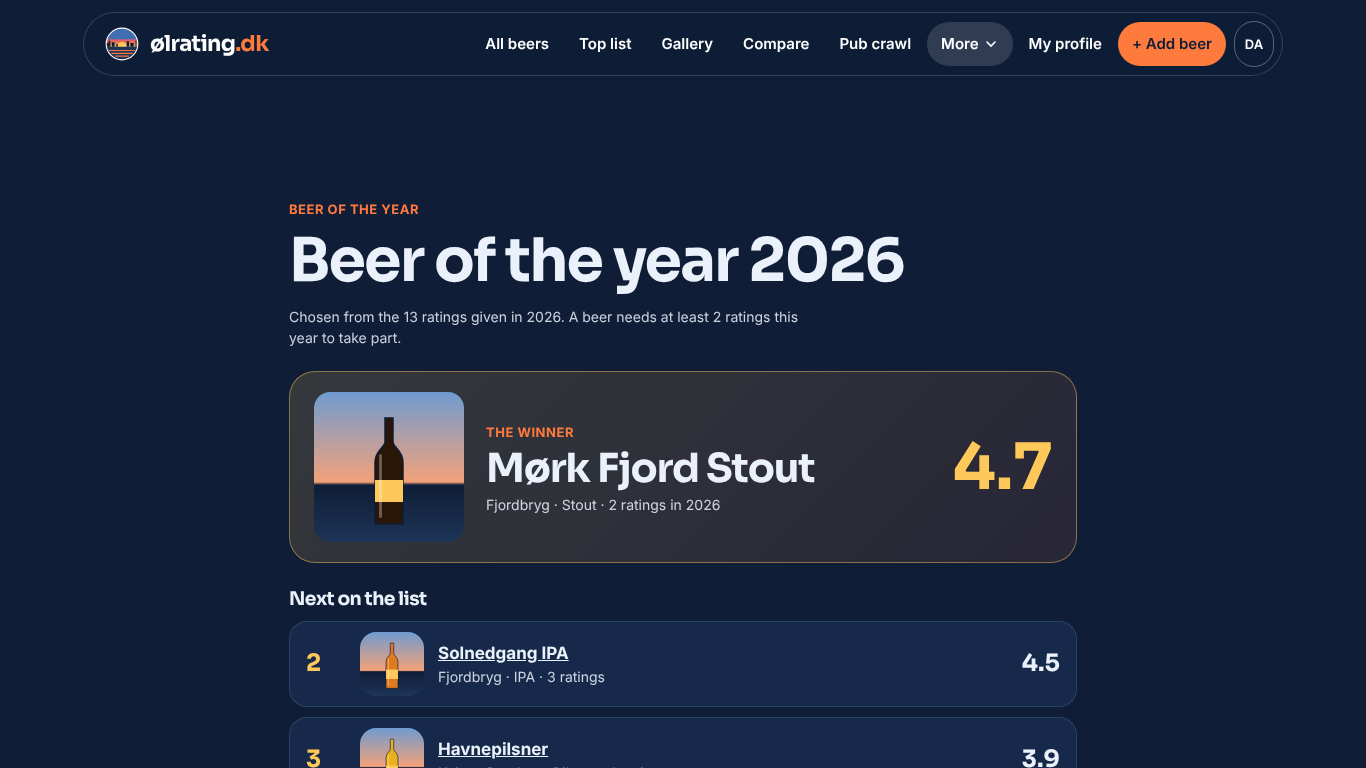 ølrating.dk
All beers
Top list
Gallery
Compare
Pub crawl
More
My profile
+ Add beer
DA
BEER OF THE YEAR
Beer of the year 2026
Chosen from the 13 ratings given in 2026. A beer needs at least 2 ratings this
year to take part.
THE WINNER
Mørk Fjord Stout
Fjordbryg · Stout · 2 ratings in 2026
4.7
Next on the list
2
Solnedgang IPA
Fjordbryg · IPA · 3 ratings
4.5
3
Havnepilsner
3.9